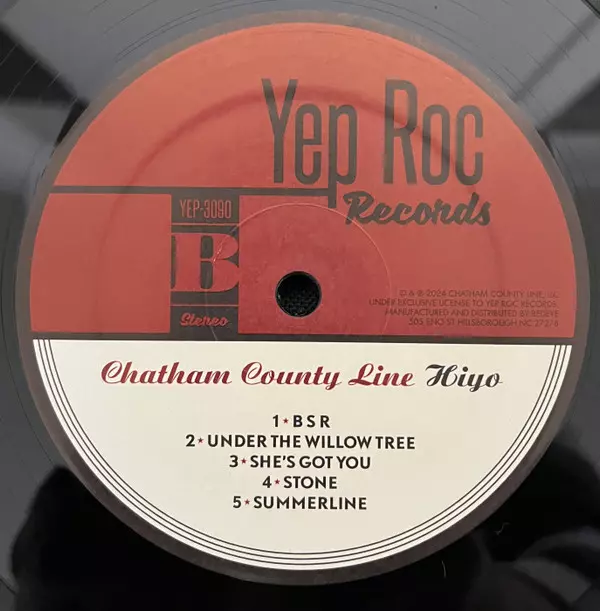 Yep Roc
Records
YEP-3090
B
Stereo
℗ & © 2024 CHATHAM COUNTY LINE,
UNDER EXCLUSIVE LICENSE TO YEP ROC RECORDS.
MANUFACTURED AND DISTRIBUTED BY REDEYE
505 ENO ST HILLSBOROUGH NC 27278
Chatham County Line Hiyo
1★B S R
2★UNDER THE WILLOW TREE
3★SHE'S GOT YOU
4★STONE
5★SUMMERLINE